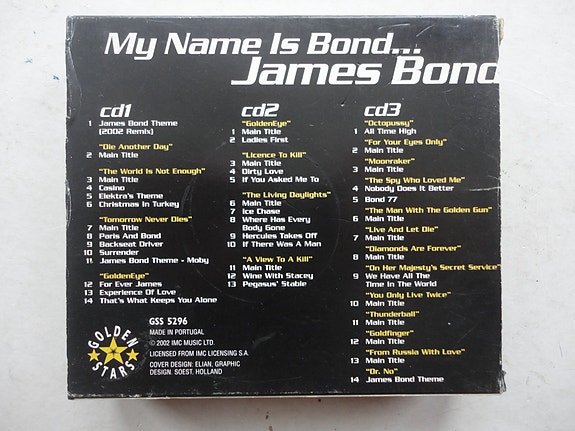 My Name Is Bond...
James Bond
cd1
1 James Bond Theme
(2002 Remix)
"Die Another Day"
2 Main Title
"The World Is Not Enough"
3 Main Title
4 Casino
5 Elektra's Theme
6 Christmas In Turkey
"Tomorrow Never Dies"
7 Main Title
8 Paris And Bond
9 Backseat Driver
10 Surrender
11 James Bond Theme - Moby
"GoldenEye"
12 For Ever James
13 Experience Of Love
14 That's What Keeps You Alone
cd2
"GoldenEye"
1 Main Title
2 Ladies First
"Licence To Kill"
3 Main Title
4 Dirty Love
5 If You Asked Me To
"The Living Daylights"
6 Main Title
7 Ice Chase
8 Where Has Every
Body Gone
9 Hercules Takes Off
10 If There Was A Man
"A View To A Kill"
11 Main Title
12 Wine With Stacey
13 Pegasus' Stable
cd3
"Octopussy"
1 All Time High
"For Your Eyes Only"
2 Main Title
"Moonraker"
3 Main Title
"The Spy Who Loved Me"
4 Nobody Does It Better
5 Bond 77
"The Man With The Golden Gun"
6 Main Title
"Live And Let Die"
7 Main Title
"Diamonds Are Forever"
8 Main Title
"On Her Majesty's Secret Service"
9 We Have All The
Time In The World
"You Only Live Twice"
10 Main Title
"Thunderball"
11 Main Title
"Goldfinger"
12 Main Title
"From Russia With Love"
13 Main Title
"Dr. No"
14 James Bond Theme
GOLDEN
STARS
GSS 5296
MADE IN PORTUGAL
© 2002 IMC MUSIC LTD.
LICENSED FROM IMC LICENSING S.A.
COVER DESIGN: ELIAN, GRAPHIC
DESIGN. SOEST. HOLLAND